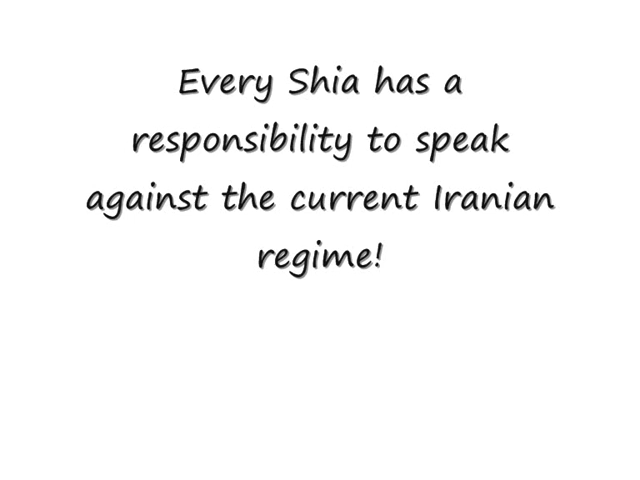 Every Shia has a
responsibility to speak
against the current Iranian
regime!